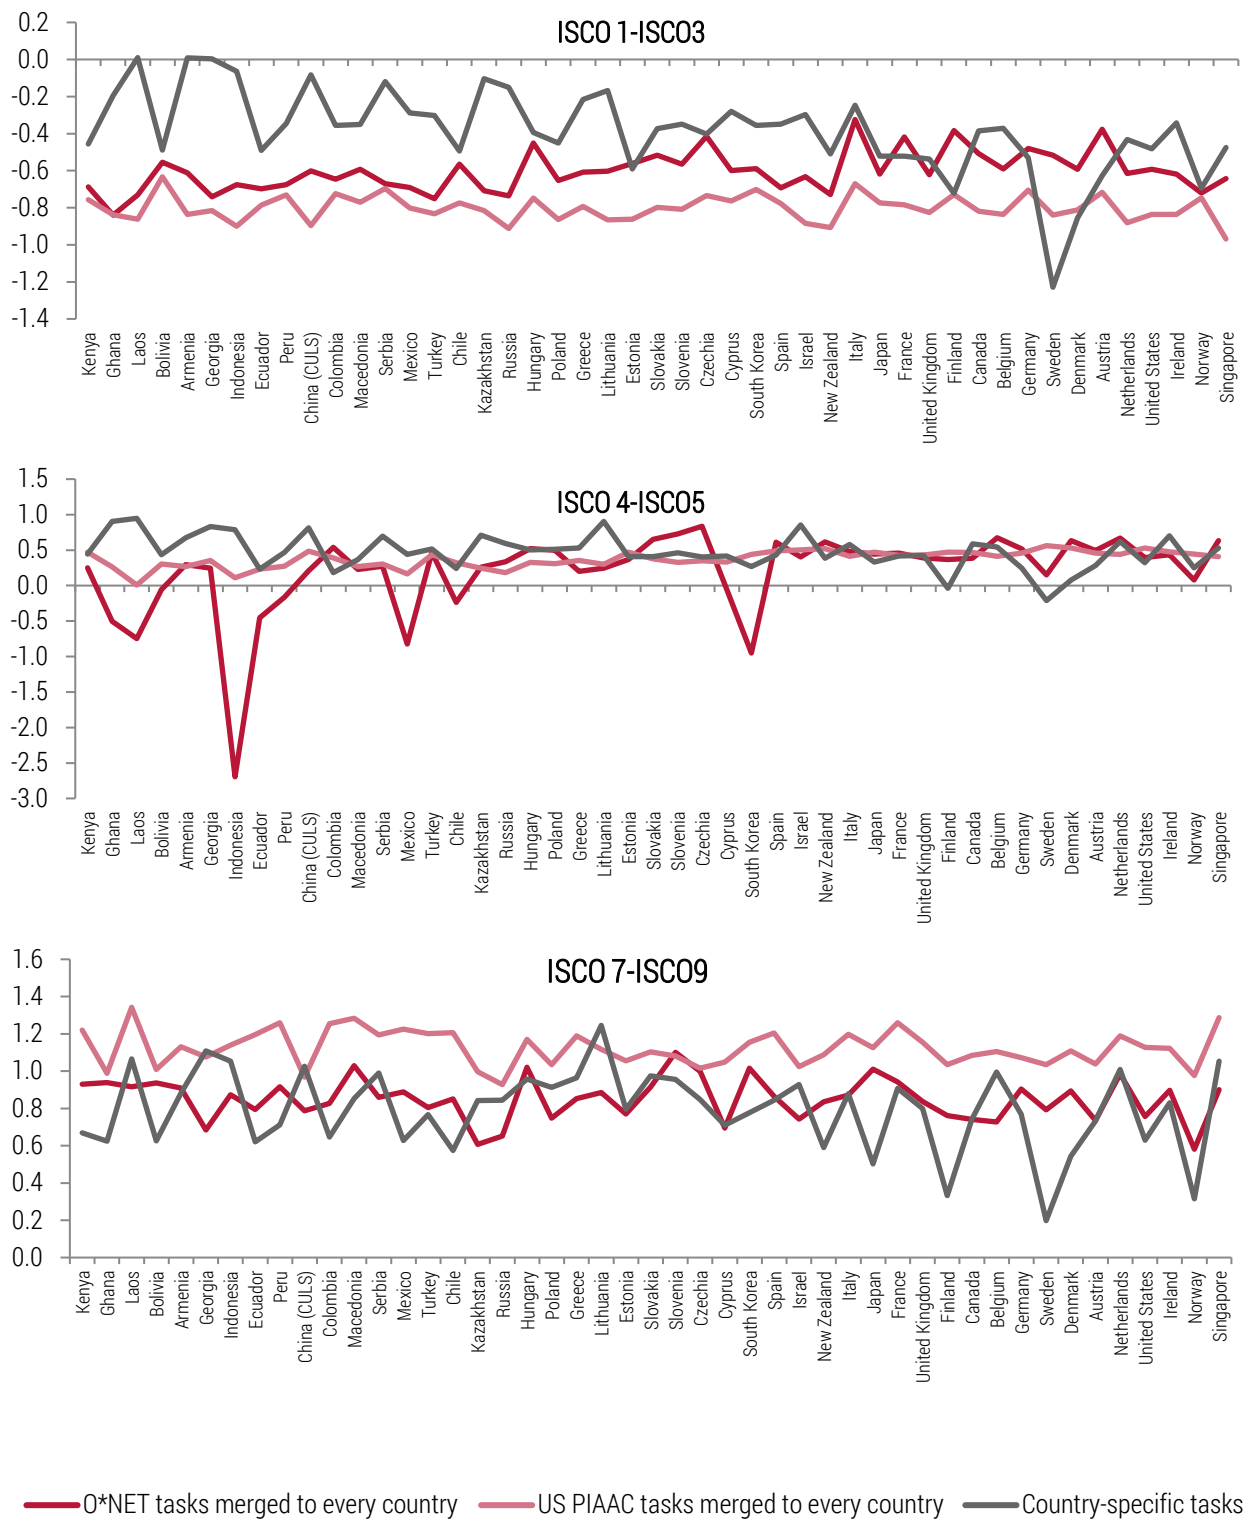 ISCO 1-ISCO3
0.2
0.0
-0.2
-0.4
-0.6
-0.8
-1.0
-1.2
-1.4
Kenya
Ghana
Laos
Bolivia
Armenia
Georgia
Indonesia
Ecuador
Peru
China (CULS)
Colombia
Macedonia
Serbia
Mexico
Turkey
Chile
Kazakhstan
Russia
Hungary
Poland
Greece
Lithuania
Estonia
Slovakia
Slovenia
Czechia
Cyprus
South Korea
Spain
Israel
New Zealand
Italy
Japan
France
United Kingdom
Finland
Canada
Belgium
Germany
Sweden
Denmark
Austria
Netherlands
United States
Ireland
Norway
Singapore
ISCO 4-ISCO5
1.5
1.0
0.5
0.0
-0.5
-1.0
-1.5
-2.0
-2.5
-3.0
Kenya
Ghana
Laos
Bolivia
Armenia
Georgia
Indonesia
Ecuador
Peru
China (CULS)
Colombia
Macedonia
Serbia
Mexico
Turkey
Chile
Kazakhstan
Russia
Hungary
Poland
Greece
Lithuania
Estonia
Slovakia
Slovenia
Czechia
Cyprus
South Korea
Spain
Israel
New Zealand
Italy
Japan
France
United Kingdom
Finland
Canada
Belgium
Germany
Sweden
Denmark
Austria
Netherlands
United States
Ireland
Norway
Singapore
ISCO 7-ISCO9
1.6
1.4
1.2
1.0
0.8
0.6
0.4
0.2
0.0
Kenya
Ghana
Laos
Bolivia
Armenia
Georgia
Indonesia
Ecuador
Peru
China (CULS)
Colombia
Macedonia
Serbia
Mexico
Turkey
Chile
Kazakhstan
Russia
Hungary
Poland
Greece
Lithuania
Estonia
Slovakia
Slovenia
Czechia
Cyprus
South Korea
Spain
Israel
New Zealand
Italy
Japan
France
United Kingdom
Finland
Canada
Belgium
Germany
Sweden
Denmark
Austria
Netherlands
United States
Ireland
Norway
Singapore
O*NET tasks merged to every country
US PIAAC tasks merged to every country
Country-specific tasks